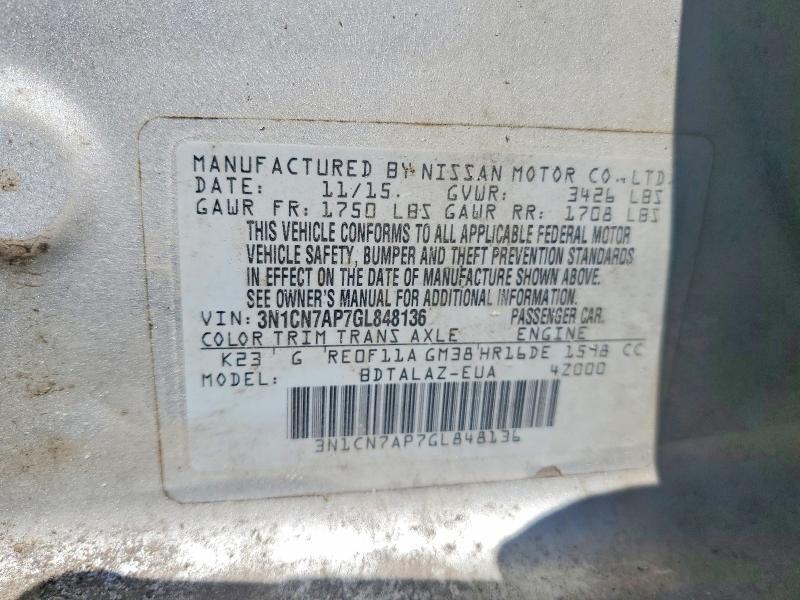 MANUFACTURED BY NISSAN MOTOR CO., LTD.
DATE: 11/15. GVWR: 3426 LBS
GAWR FR: 1750 LBS GAWR RR: 1708 LBS
THIS VEHICLE CONFORMS TO ALL APPLICABLE FEDERAL MOTOR
VEHICLE SAFETY, BUMPER AND THEFT PREVENTION STANDARDS
IN EFFECT ON THE DATE OF MANUFACTURE SHOWN ABOVE.
SEE OWNER'S MANUAL FOR ADDITIONAL INFORMATION.
VIN: 3N1CN7AP7GL848136 PASSENGER CAR.
COLOR TRIM TRANS AXLE ENGINE
K23 G RE0F11A GM38 HR16DE 1598 CC
MODEL: BDTALAZ-EUA 4Z000
3N1CN7AP7GL848136